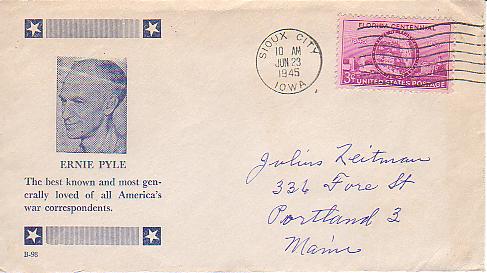 ERNIE PYLE
The best known and most gen-
erally loved of all America's
war correspondents.
B-98
SIOUX CITY
10 AM
JUN 23
1945
IOWA
FLORIDA CENTENNIAL
3¢ UNITED STATES POSTAGE
Julius Zeitman
336 Fore St
Portland 3
Maine